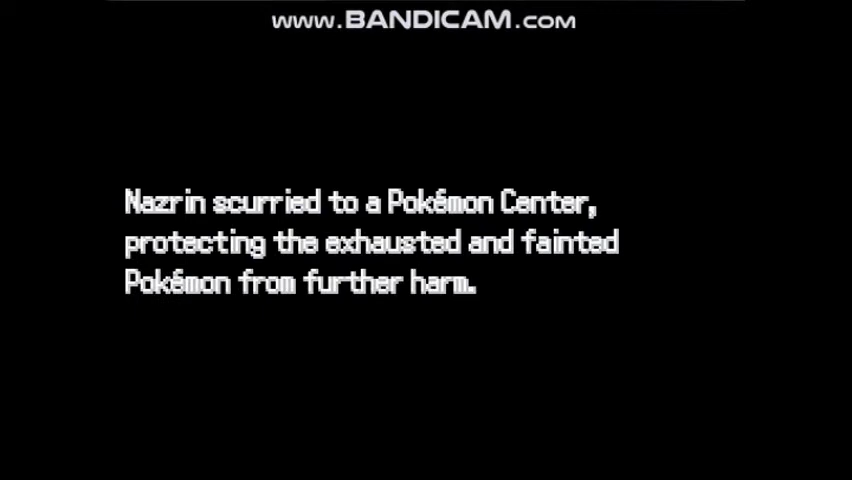 www.BANDICAM.com
Nazrin scurried to a Pokémon Center,
protecting the exhausted and fainted
Pokémon from further harm.